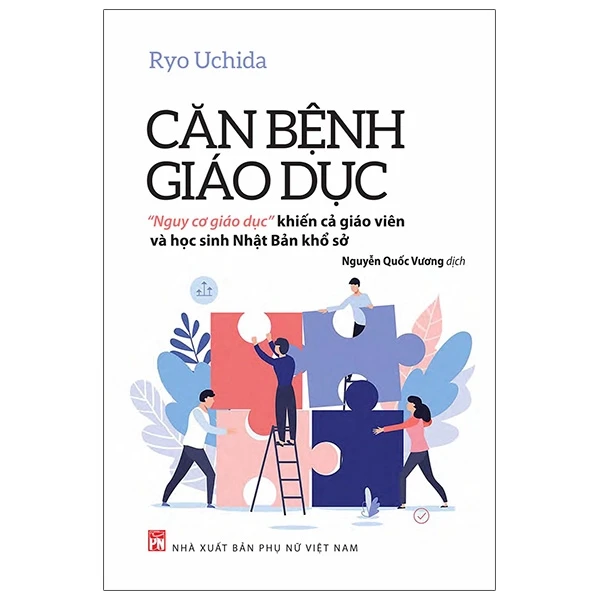 Ryo Uchida
CĂN BỆNH
GIÁO DỤC
“Nguy cơ giáo dục” khiến cả giáo viên
và học sinh Nhật Bản khổ sở
Nguyễn Quốc Vương dịch
PN
NHÀ XUẤT BẢN PHỤ NỮ VIỆT NAM